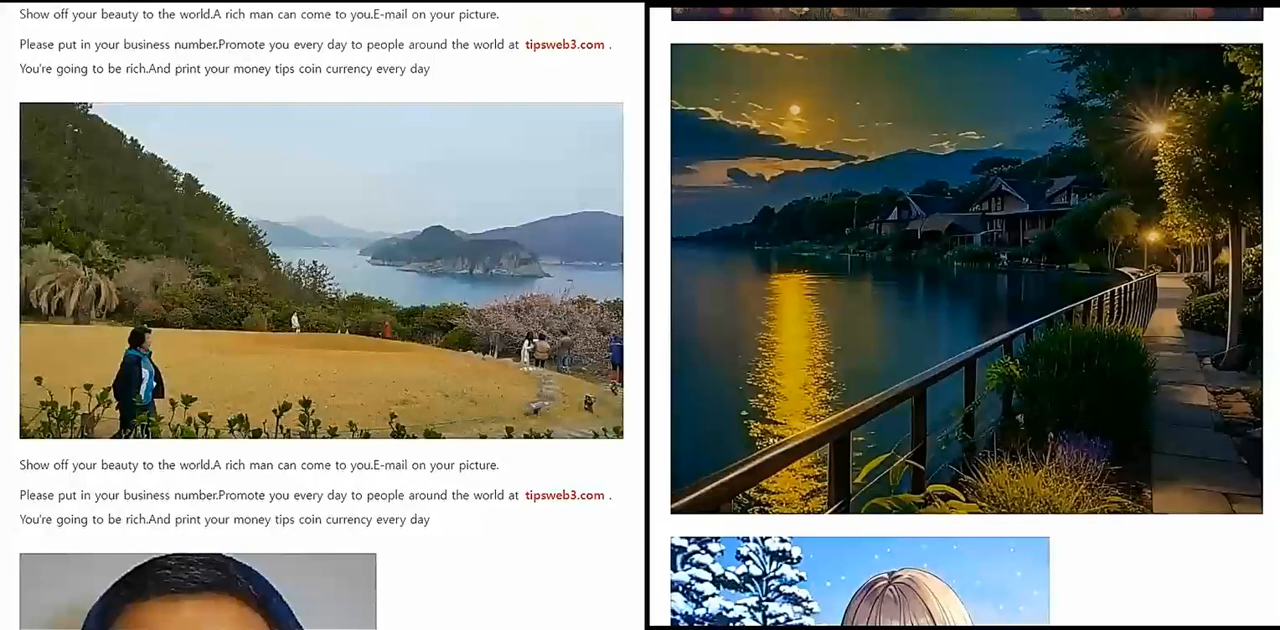 Show off your beauty to the world.A rich man can come to you.E-mail on your picture.
Please put in your business number.Promote you every day to people around the world at tipsweb3.com .
You're going to be rich.And print your money tips coin currency every day
Show off your beauty to the world.A rich man can come to you.E-mail on your picture.
Please put in your business number.Promote you every day to people around the world at tipsweb3.com .
You're going to be rich.And print your money tips coin currency every day